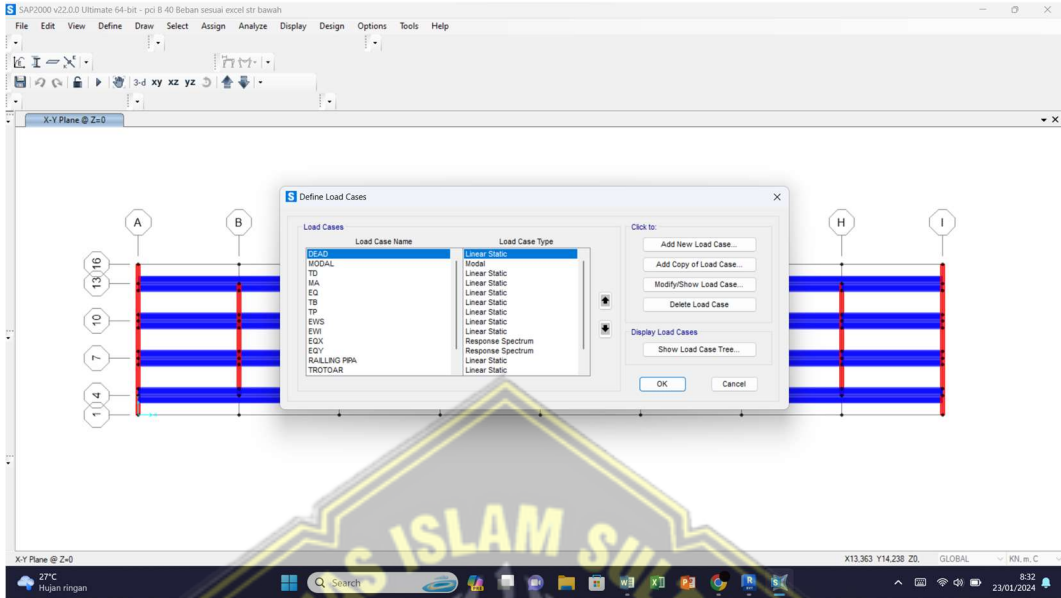 SAP2000 v22.0.0 Ultimate 64-bit - pci B 40 Beban sesuai excel str bawah
File Edit View Define Draw Select Assign Analyze Display Design Options Tools Help
3-d xy xz yz
X-Y Plane @ Z=0
Define Load Cases
Load Cases
Click to:
Load Case Name Load Case Type
DEAD Linear Static
MODAL Modal
TD Linear Static
MA Linear Static
EQ Linear Static
TB Linear Static
TP Linear Static
EWS Linear Static
EWI Linear Static
EQX Response Spectrum
EQY Response Spectrum
RAILLING PIPA Linear Static
TROTOAR Linear Static
Add New Load Case...
Add Copy of Load Case...
Modify/Show Load Case...
Delete Load Case
Display Load Cases
Show Load Case Tree...
OK Cancel
A B H I
16
13
10
7
4
1
S ISLAM SU
X-Y Plane @ Z=0 X13,363 Y14,238 Z0, GLOBAL KN, m, C
27°C
Hujan ringan
Search
8:32
23/01/2024